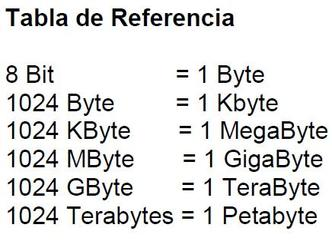 Tabla de Referencia
8 Bit = 1 Byte
1024 Byte = 1 Kbyte
1024 KByte = 1 MegaByte
1024 MByte = 1 GigaByte
1024 GByte = 1 TeraByte
1024 Terabytes = 1 Petabyte